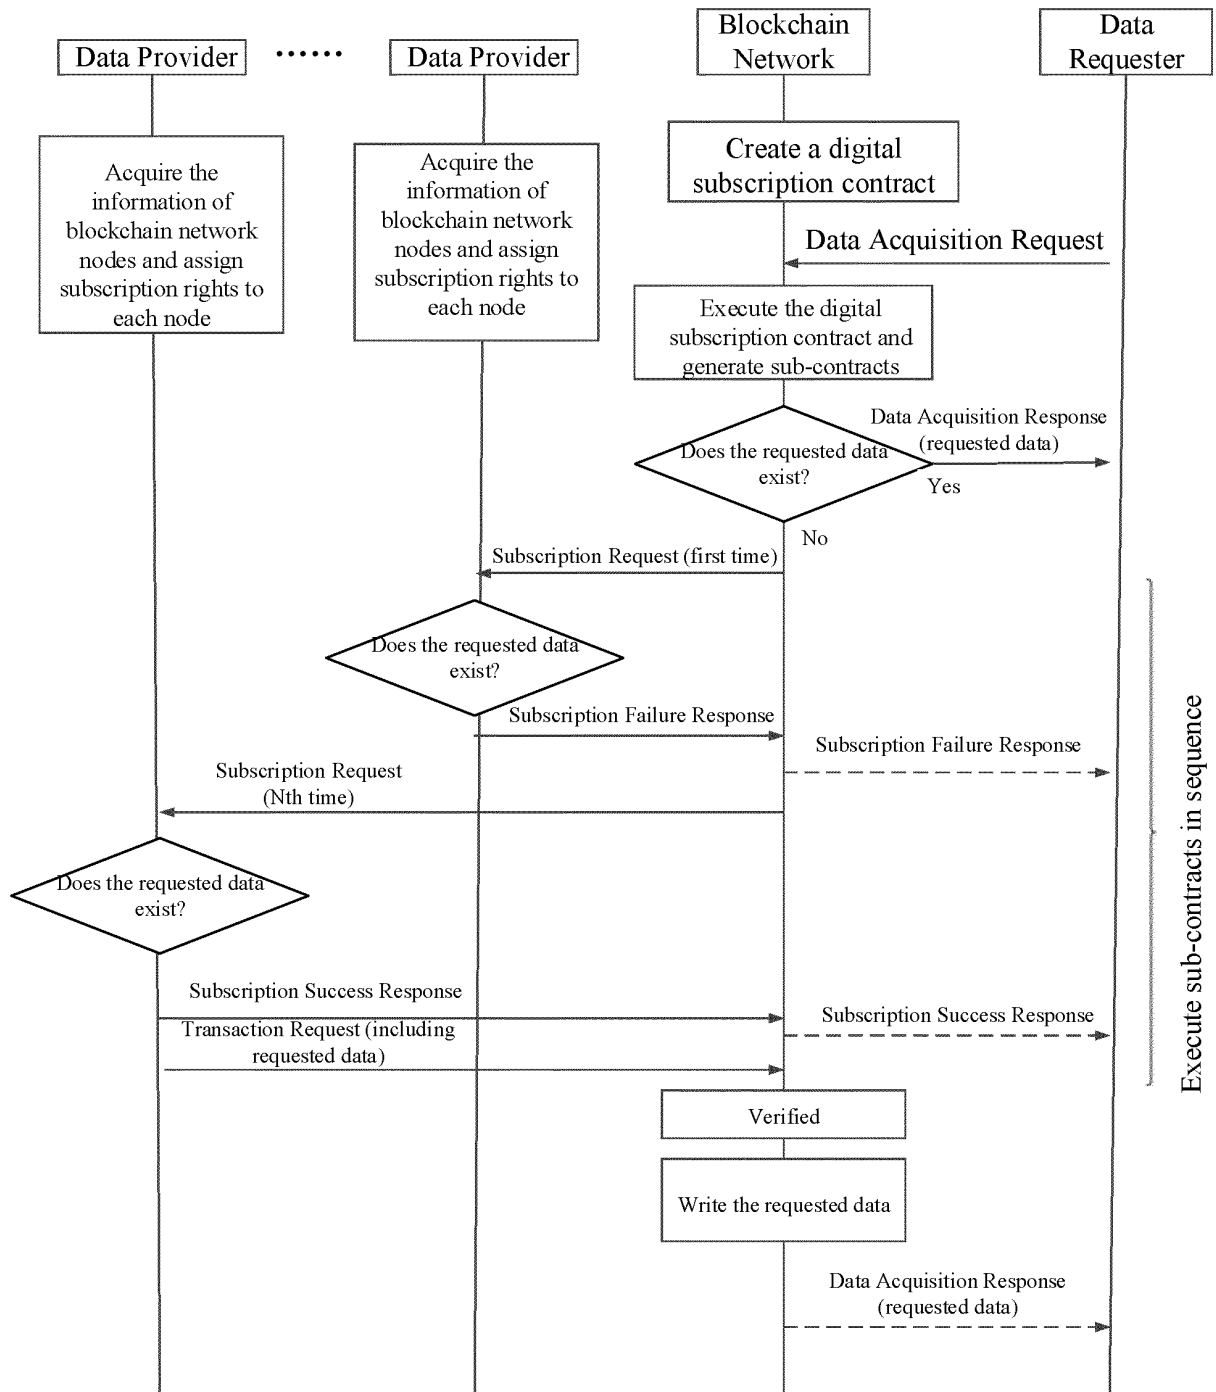 Data Provider
......
Data Provider
Blockchain
Network
Data
Requester
Acquire the
information of
blockchain network
nodes and assign
subscription rights to
each node
Acquire the
information of
blockchain network
nodes and assign
subscription rights to
each node
Create a digital
subscription contract
Data Acquisition Request
Execute the digital
subscription contract and
generate sub-contracts
Does the requested data
exist?
Data Acquisition Response
(requested data)
Yes
No
Subscription Request (first time)
Does the requested data
exist?
Subscription Failure Response
Subscription Failure Response
Subscription Request
(Nth time)
Does the requested data
exist?
Subscription Success Response
Subscription Success Response
Transaction Request (including
requested data)
Execute sub-contracts in sequence
Verified
Write the requested data
Data Acquisition Response
(requested data)